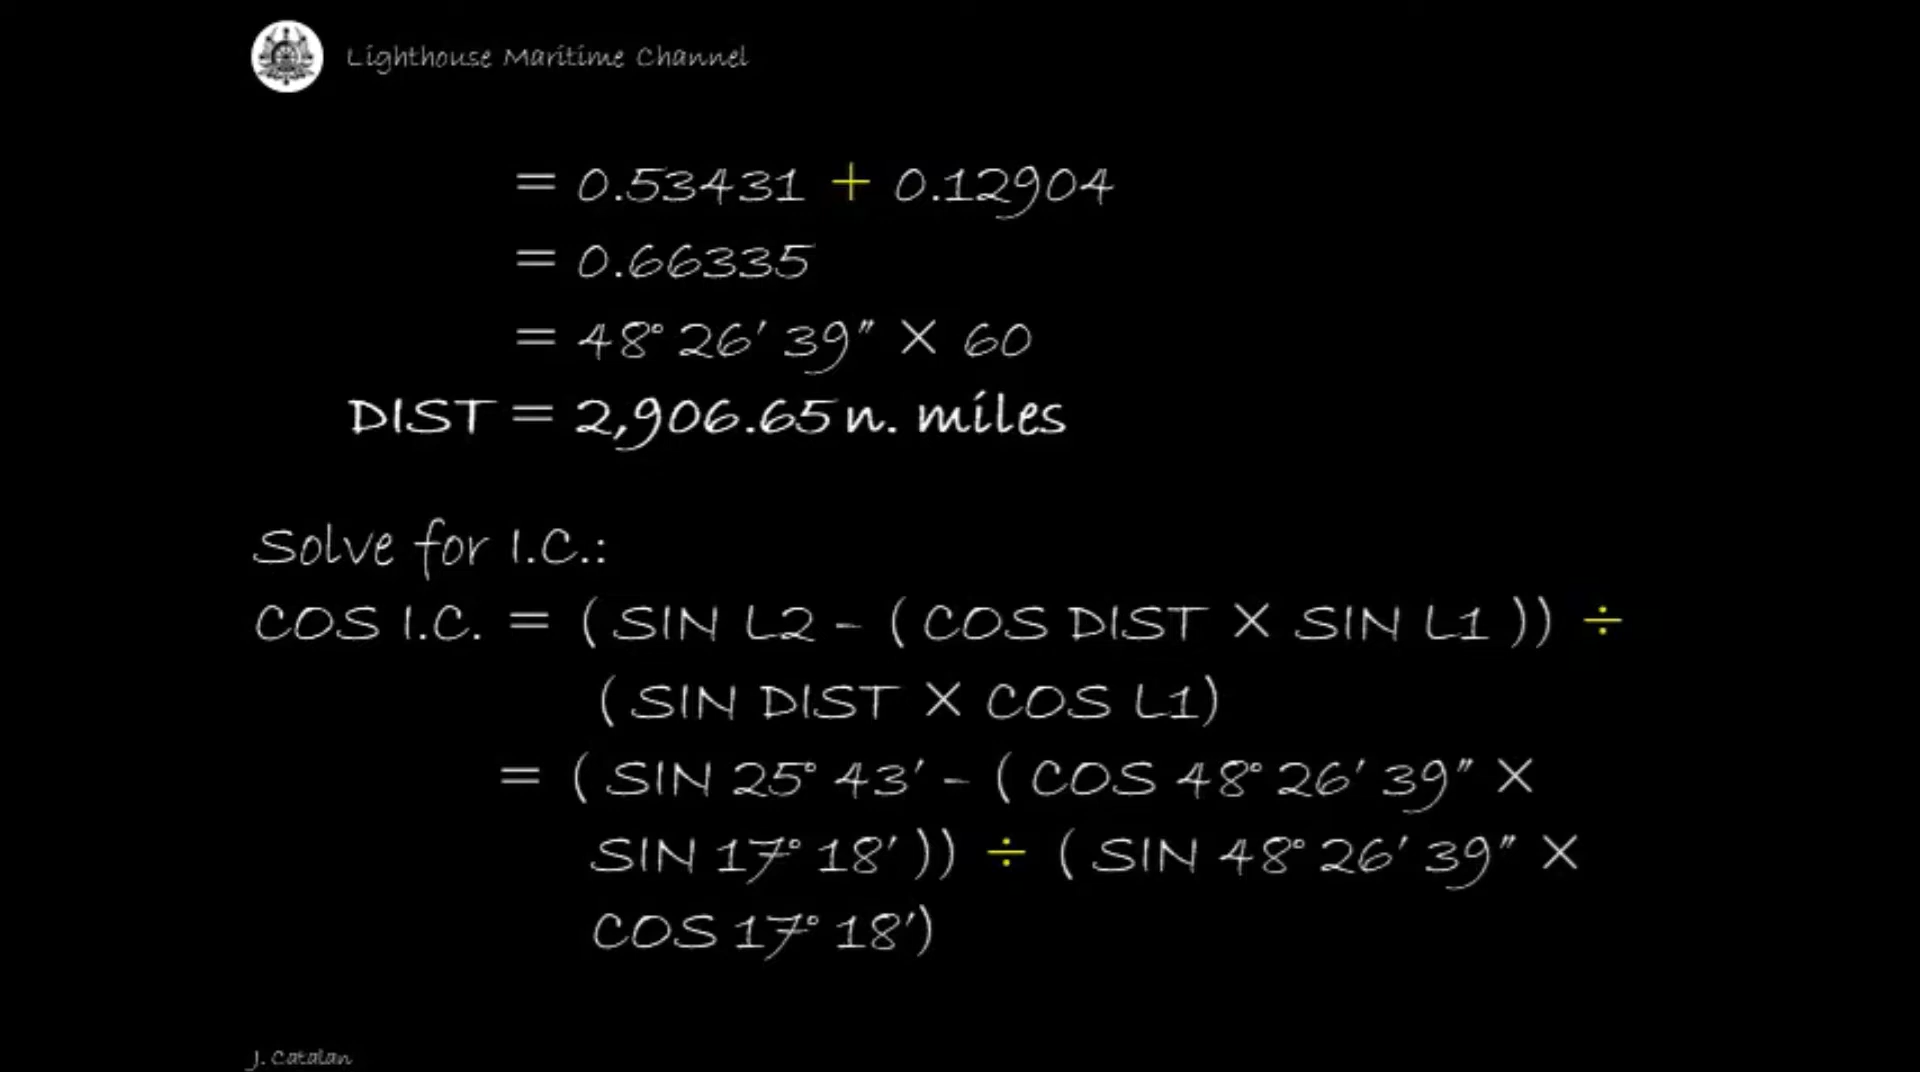 Lighthouse Maritime Channel
= 0.53431 + 0.12904
= 0.66335
= 48° 26' 39" X 60
DIST = 2,906.65 n. miles
Solve for I.C.:
COS I.C. = ( SIN L2 - ( COS DIST X SIN L1 )) ÷
( SIN DIST X COS L1)
= ( SIN 25° 43' - ( COS 48° 26' 39" X
SIN 17° 18' )) ÷ ( SIN 48° 26' 39" X
COS 17° 18')
J. Catalan